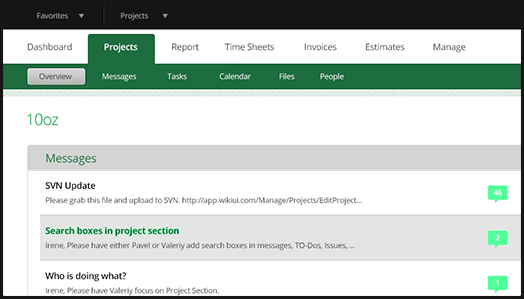 Favorites Projects
Dashboard Projects Report Time Sheets Invoices Estimates Manage
Overview Messages Tasks Calendar Files People
10oz
Messages
SVN Update
Please grab this file and upload to SVN. http://app.wikiui.com/Manage/Projects/EditProject...
46
Search boxes in project section
Irene, Please have either Pavel or Valeriy add search boxes in messages, TO-Dos, Issues, ...
2
Who is doing what?
Irene, Please have Valeriy focus on Project Section.
1